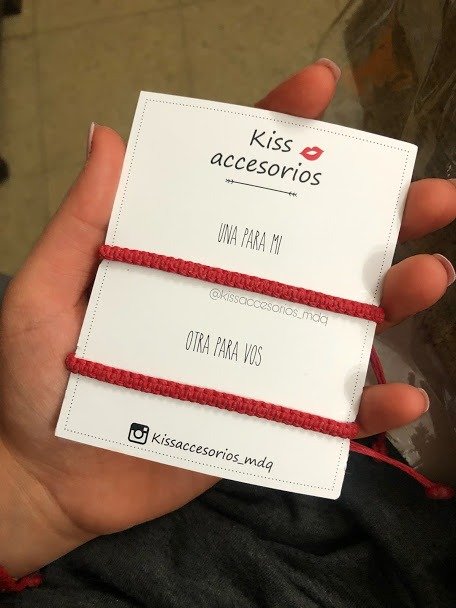 Kiss
accesorios
UNA PARA MI
@kissaccesorios_mdq
OTRA PARA VOS
Kissaccesorios_mdq